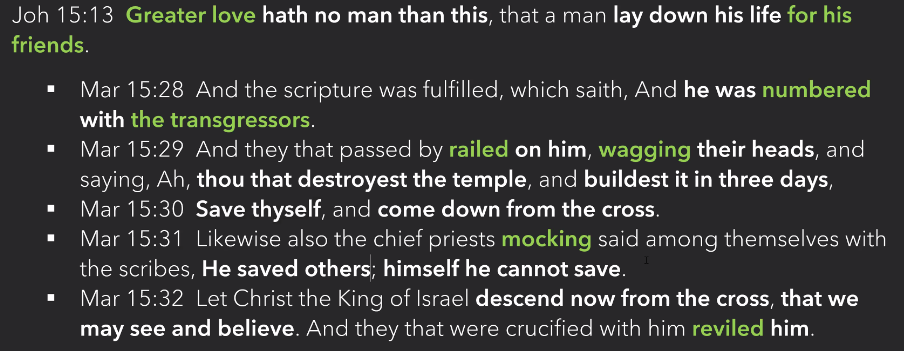 Joh 15:13 Greater love hath no man than this, that a man lay down his life for his
friends.
▪ Mar 15:28 And the scripture was fulfilled, which saith, And he was numbered
with the transgressors.
▪ Mar 15:29 And they that passed by railed on him, wagging their heads, and
saying, Ah, thou that destroyest the temple, and buildest it in three days,
▪ Mar 15:30 Save thyself, and come down from the cross.
▪ Mar 15:31 Likewise also the chief priests mocking said among themselves with
the scribes, He saved others; himself he cannot save.
▪ Mar 15:32 Let Christ the King of Israel descend now from the cross, that we
may see and believe. And they that were crucified with him reviled him.